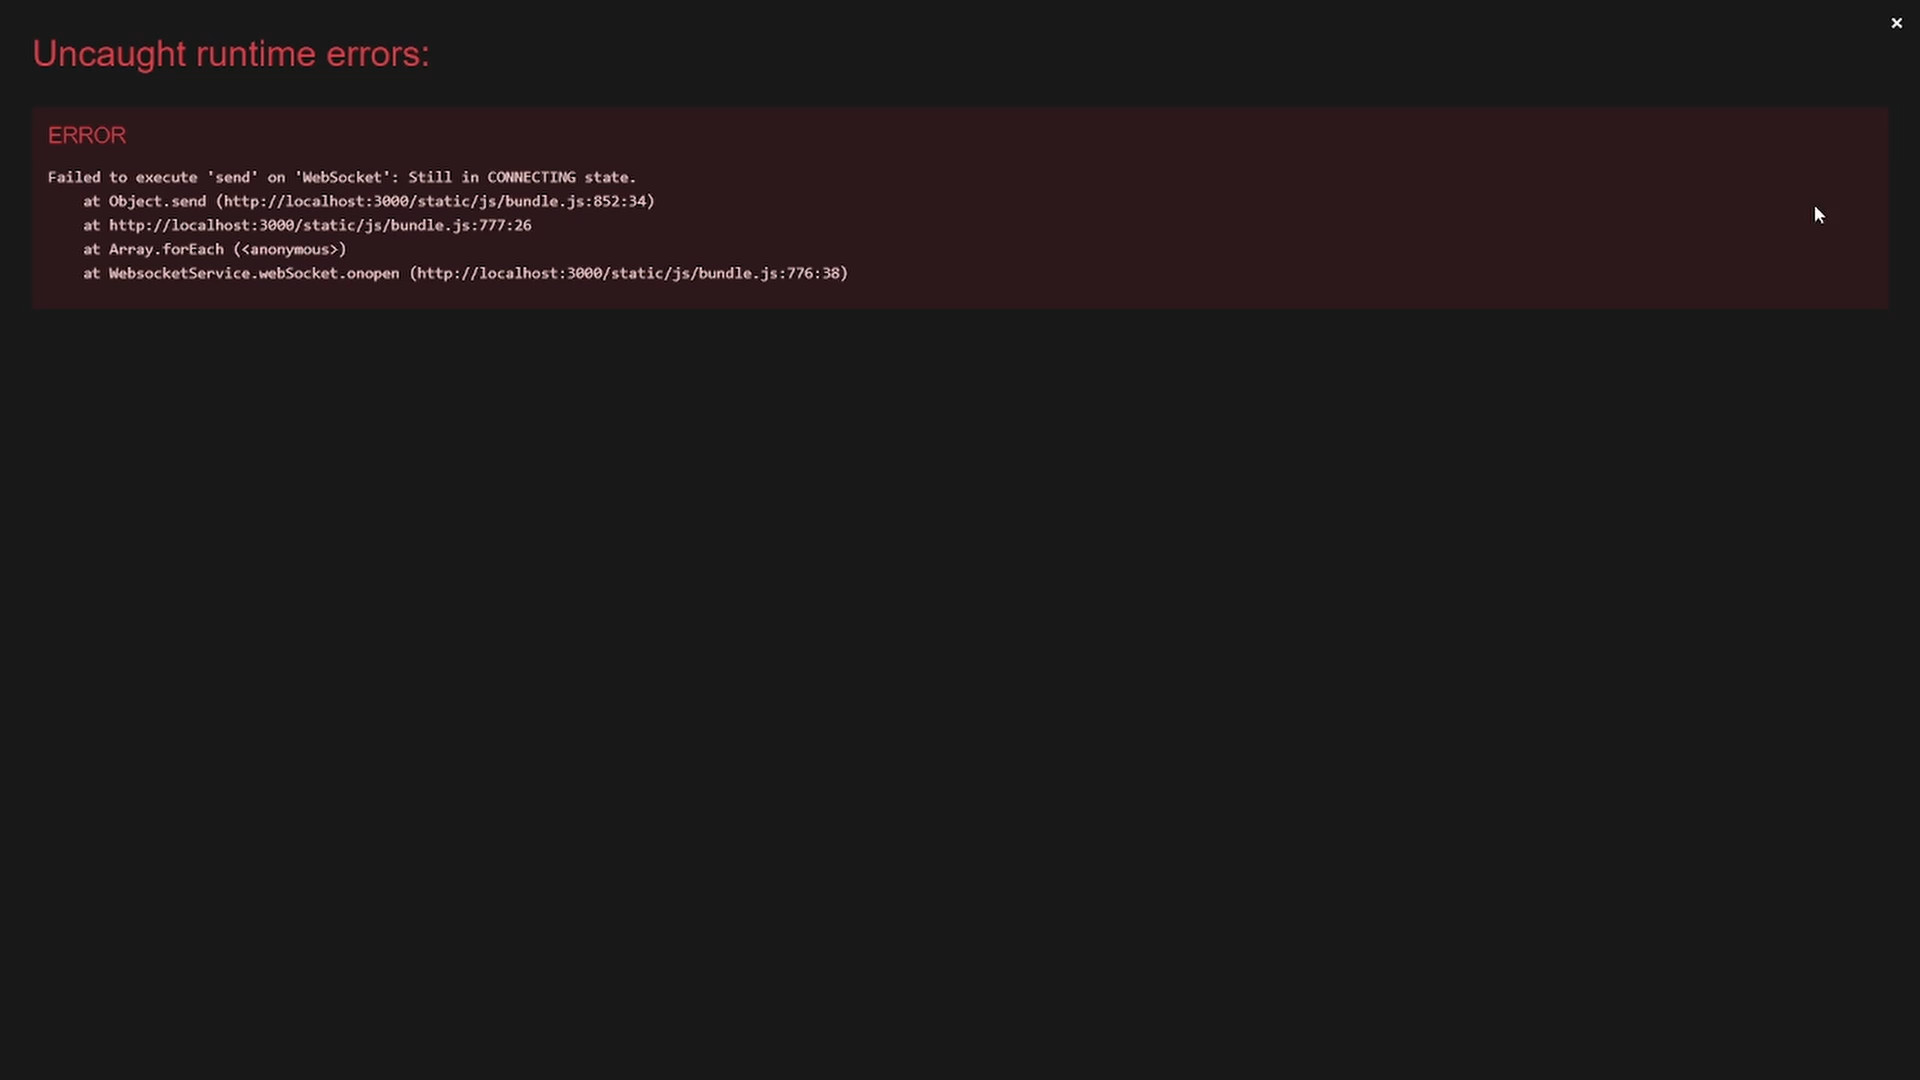 ×
Uncaught runtime errors:
ERROR
Failed to execute 'send' on 'WebSocket': Still in CONNECTING state.
    at Object.send (http://localhost:3000/static/js/bundle.js:852:34)
    at http://localhost:3000/static/js/bundle.js:777:26
    at Array.forEach (<anonymous>)
    at WebsocketService.webSocket.onopen (http://localhost:3000/static/js/bundle.js:776:38)